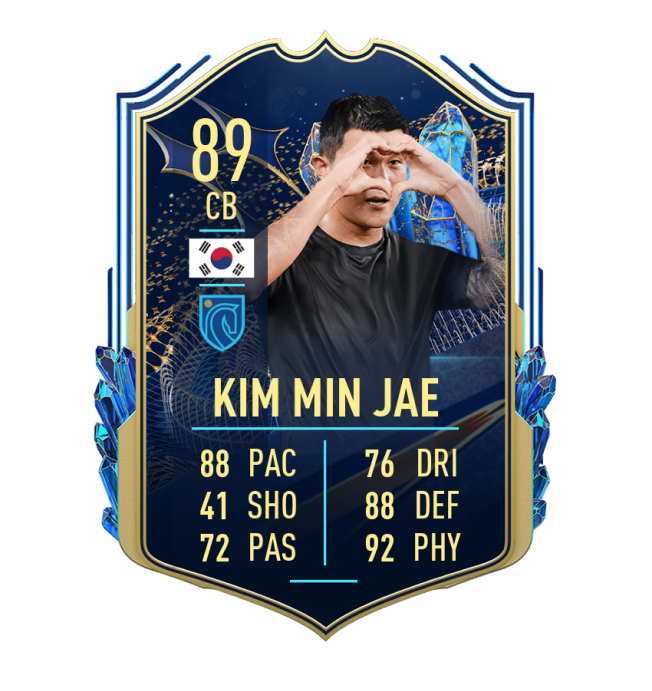 89
CB
KIM MIN JAE
88 PAC 76 DRI
41 SHO 88 DEF
72 PAS 92 PHY